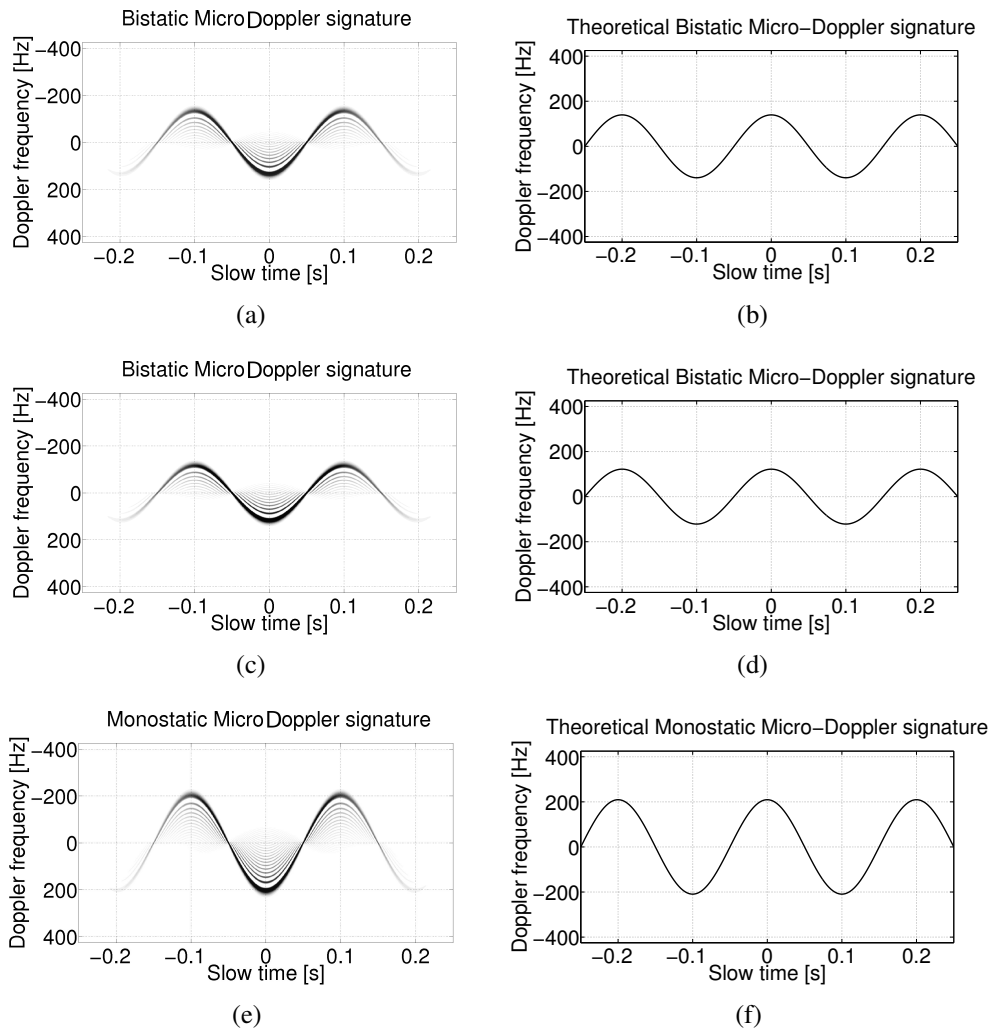 Bistatic MicroDoppler signature
Doppler frequency [Hz]
−400
−200
0
200
400
−0.2 −0.1 0 0.1 0.2
Slow time [s]
(a)
Theoretical Bistatic Micro−Doppler signature
Doppler frequency [Hz]
400
200
0
−200
−400
−0.2 −0.1 0 0.1 0.2
Slow time [s]
(b)
Bistatic MicroDoppler signature
Doppler frequency [Hz]
−400
−200
0
200
400
−0.2 −0.1 0 0.1 0.2
Slow time [s]
(c)
Theoretical Bistatic Micro−Doppler signature
Doppler frequency [Hz]
400
200
0
−200
−400
−0.2 −0.1 0 0.1 0.2
Slow time [s]
(d)
Monostatic MicroDoppler signature
Doppler frequency [Hz]
−400
−200
0
200
400
−0.2 −0.1 0 0.1 0.2
Slow time [s]
(e)
Theoretical Monostatic Micro−Doppler signature
Doppler frequency [Hz]
400
200
0
−200
−400
−0.2 −0.1 0 0.1 0.2
Slow time [s]
(f)